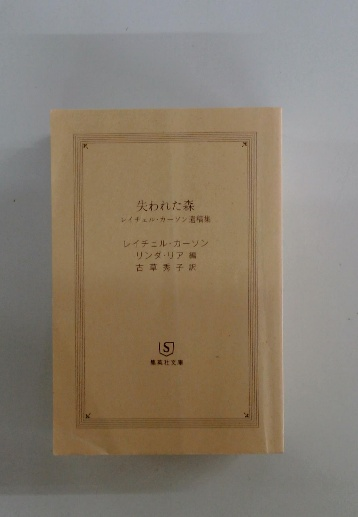 失われた森
レイチェル・カーソン遺稿集
レイチェル・カーソン
リンダ・リア 編
古草秀子 訳
S
集英社文庫